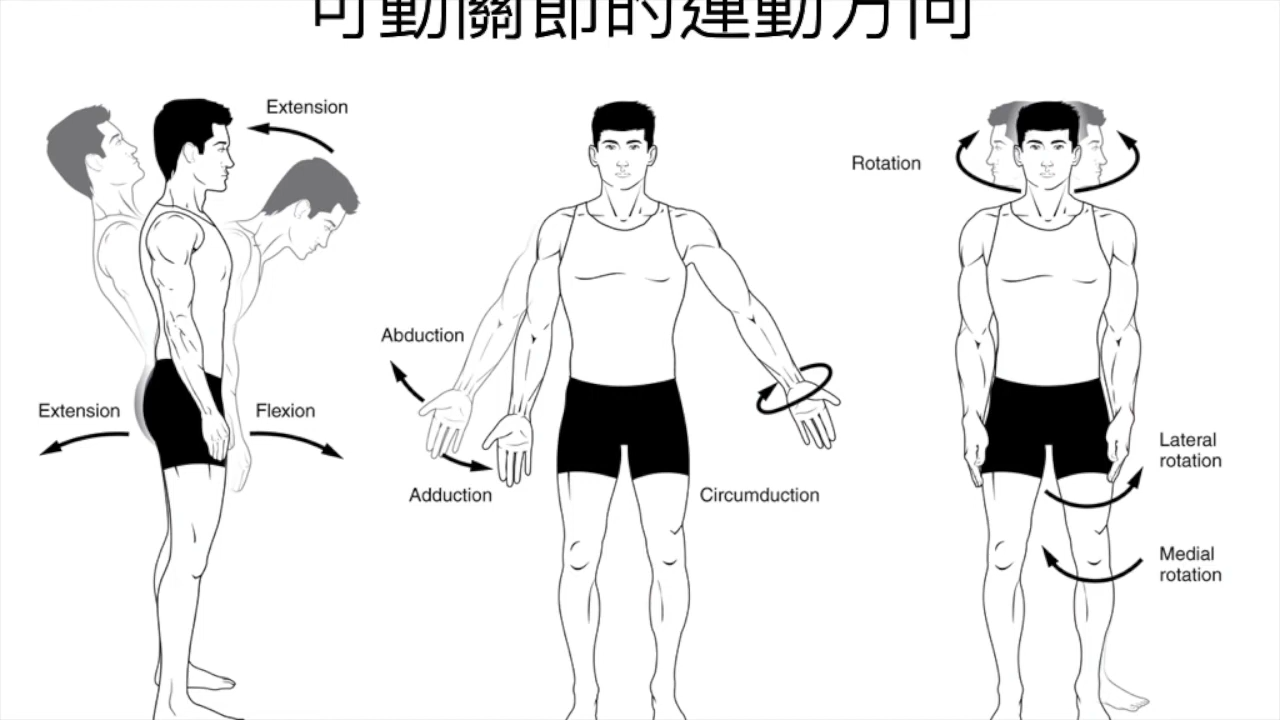 可動關節的運動方向
Extension
Rotation
Abduction
Extension
Flexion
Lateral
rotation
Adduction
Circumduction
Medial
rotation